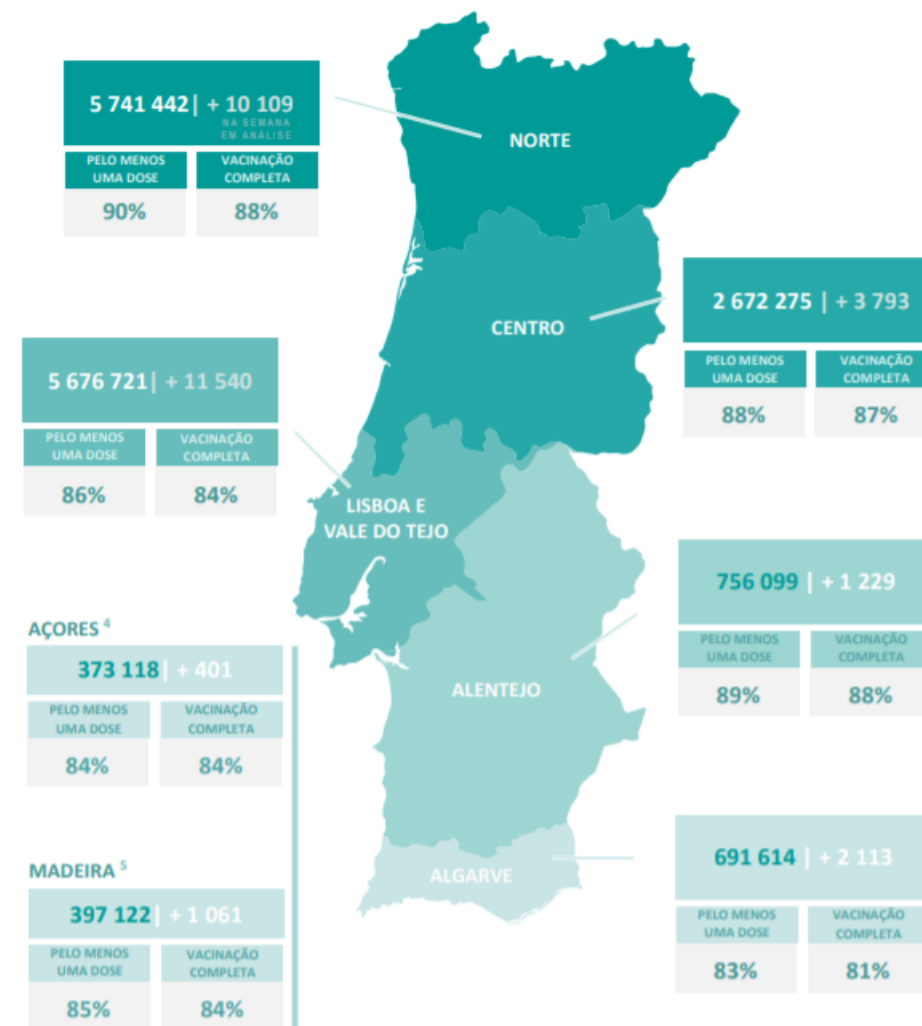 5 741 442| + 10 109
NA SEMANA
EM ANÁLISE
PELO MENOS
UMA DOSE
VACINAÇÃO
COMPLETA
90%
88%
NORTE
2 672 275 | + 3 793
PELO MENOS
UMA DOSE
VACINAÇÃO
COMPLETA
88%
87%
CENTRO
5 676 721| + 11 540
PELO MENOS
UMA DOSE
VACINAÇÃO
COMPLETA
86%
84%
LISBOA E
VALE DO TEJO
756 099 | + 1 229
PELO MENOS
UMA DOSE
VACINAÇÃO
COMPLETA
89%
88%
ALENTEJO
AÇORES 4
373 118| + 401
PELO MENOS
UMA DOSE
VACINAÇÃO
COMPLETA
84%
84%
691 614 | + 2 113
PELO MENOS
UMA DOSE
VACINAÇÃO
COMPLETA
83%
81%
ALGARVE
MADEIRA 5
397 122| + 1 061
PELO MENOS
UMA DOSE
VACINAÇÃO
COMPLETA
85%
84%